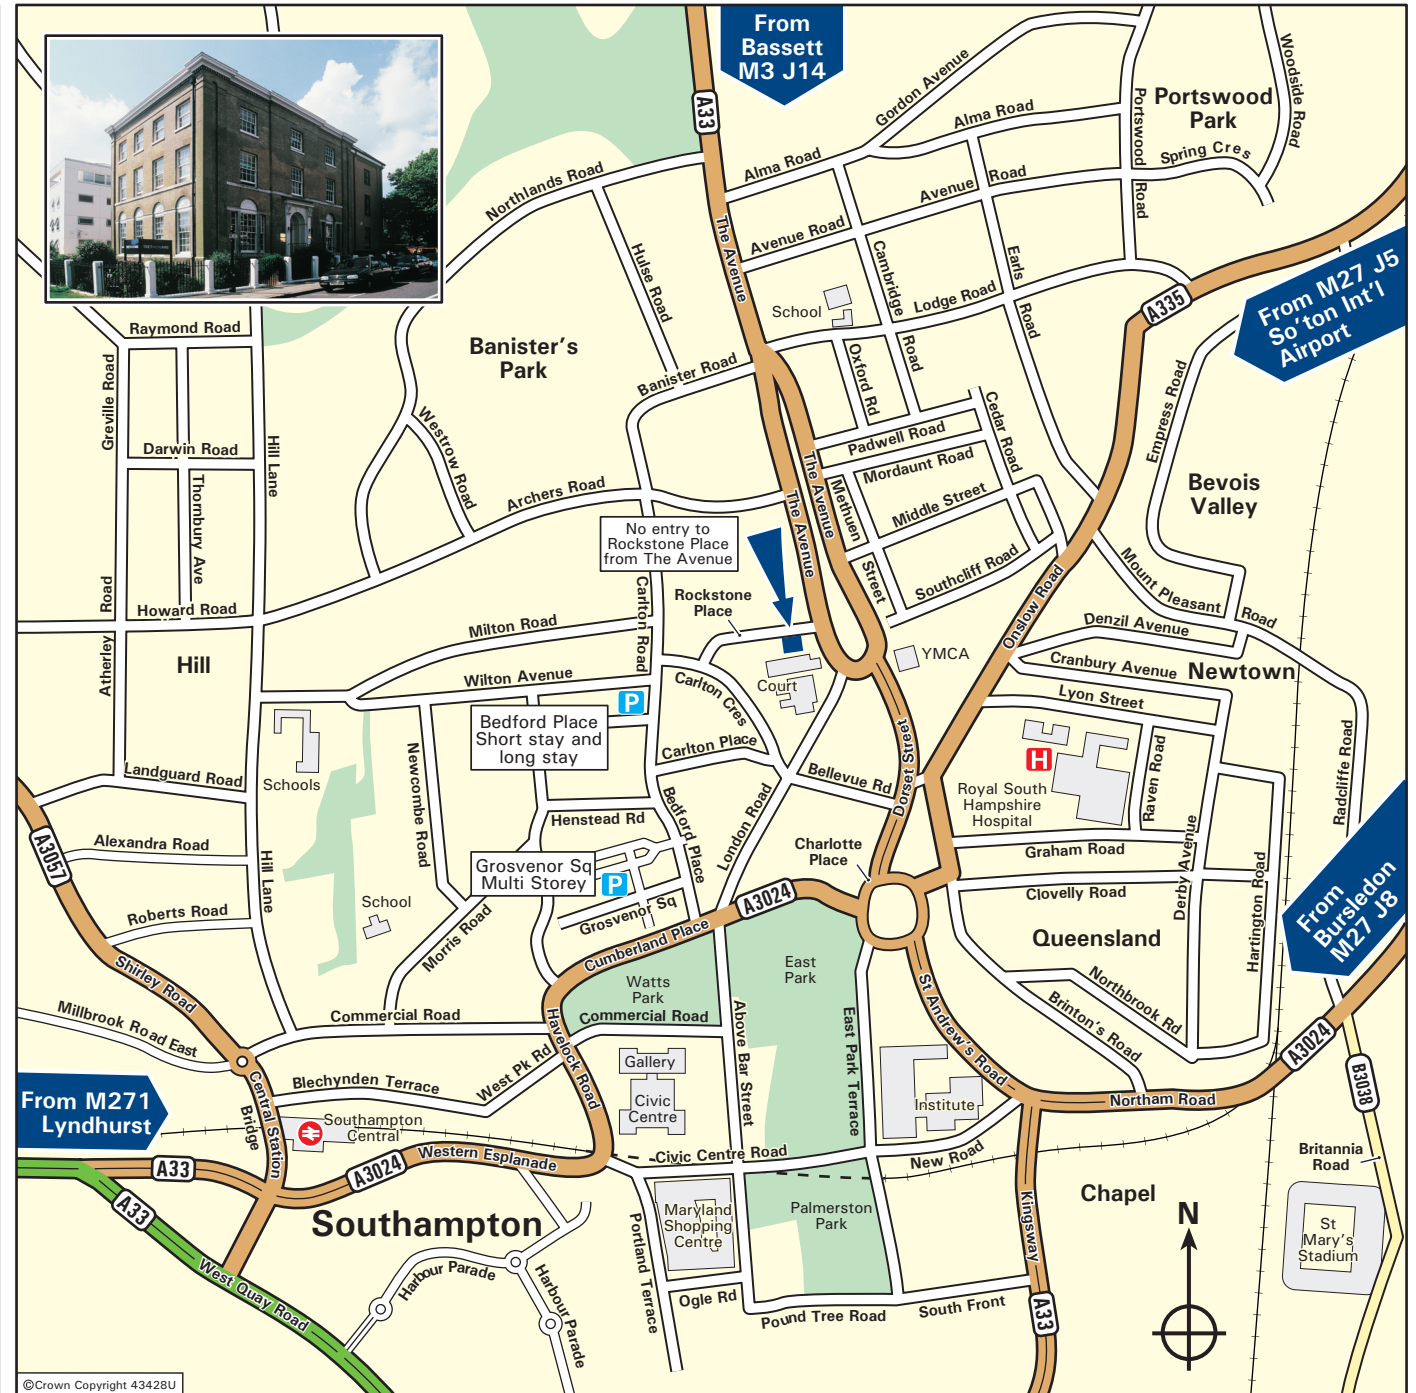 From
Bassett
M3 J14
A33
Gordon Avenue
Woodside Road
Portswood
Park
Portswood
Road
Spring Cres
Alma Road
Alma Road
Avenue Road
Avenue Road
Northlands Road
The Avenue
Hulse Road
Cambridge
Road
Earls
Road
Lodge Road
School
A335
From M27 J5
So'ton Int'l
Airport
Raymond Road
Greville Road
Banister's
Park
Banister Road
Oxford Rd
Empress Road
Westrow Road
Padwell Road
Cedar Road
Darwin Road
Hill Lane
Mordaunt Road
The Avenue
The Avenue
Methuen
Street
Middle Street
Bevois
Valley
Thornbury Ave
Archers Road
No entry to
Rockstone Place
from The Avenue
Southcliff Road
Onslow Road
Mount Pleasant
Road
Atherley
Road
Howard Road
Rockstone
Place
Carlton Road
Milton Road
Denzil Avenue
Hill
YMCA
Cranbury Avenue
Newtown
Wilton Avenue
Carlton Cres
Court
Lyon Street
P
Bedford Place
Short stay and
long stay
Dorset Street
Carlton Place
Newcombe Road
Schools
Landguard Road
Bellevue Rd
H
Royal South
Hampshire
Hospital
Raven Road
Radcliffe Road
Bedford Place
London Road
Henstead Rd
A3057
Alexandra Road
Hill Lane
Charlotte
Place
Graham Road
Derby Avenue
Hartington Road
Grosvenor Sq
Multi Storey
P
Clovelly Road
From
Bursledon
M27 J8
School
A3024
Roberts Road
Morris Road
Grosvenor Sq
Cumberland Place
Queensland
Shirley Road
East
Park
Watts
Park
St Andrew's Road
Northbrook Rd
Brinton's Road
Millbrook Road East
Commercial Road
Commercial Road
Above Bar Street
East Park Terrace
Havelock Road
A3024
B3038
Central Station
Bridge
Blechynden Terrace
West Pk Rd
Gallery
Civic
Centre
Institute
Northam Road
From M271
Lyndhurst
Southampton
Central
Civic Centre Road
New Road
Britannia
Road
A33
A3024
Western Esplanade
A33
Southampton
Maryland
Shopping
Centre
Palmerston
Park
Chapel
Kingsway
N
St
Mary's
Stadium
Portland Terrace
West Quay Road
Harbour Parade
Harbour Parade
Ogle Rd
Pound Tree Road
South Front
A33
©Crown Copyright 43428U